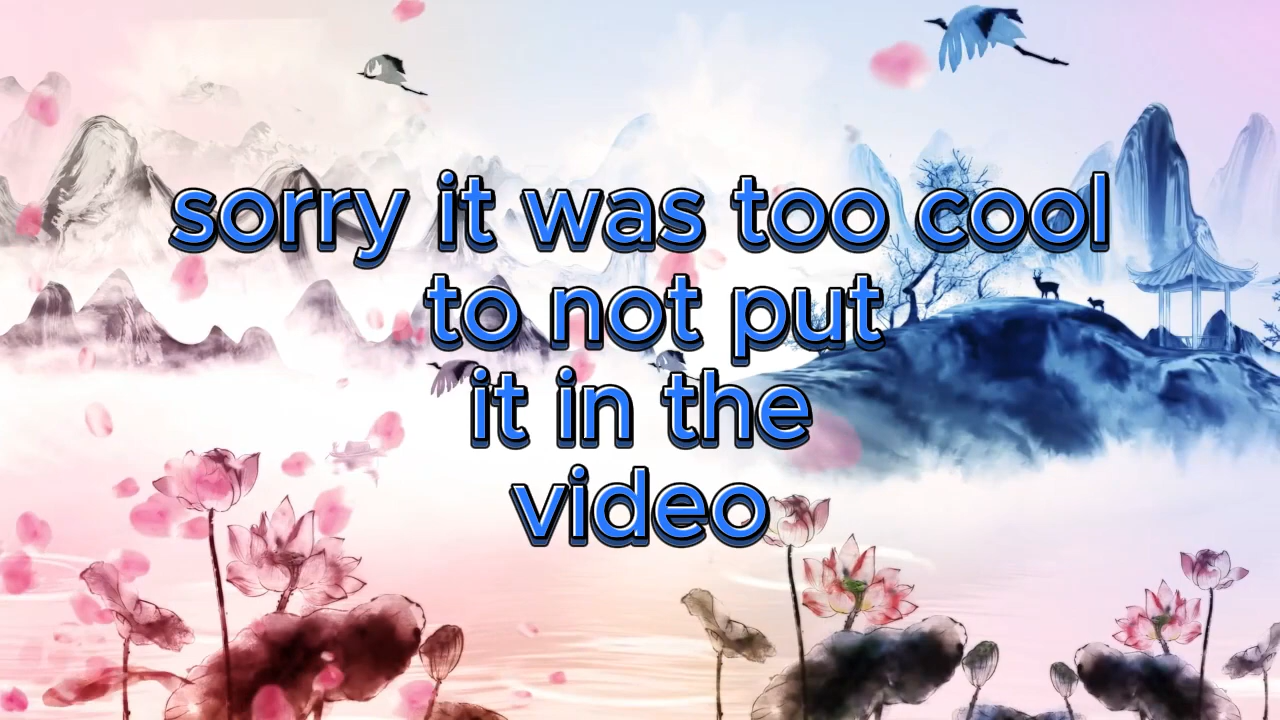 sorry it was too cool
to not put
it in the
video